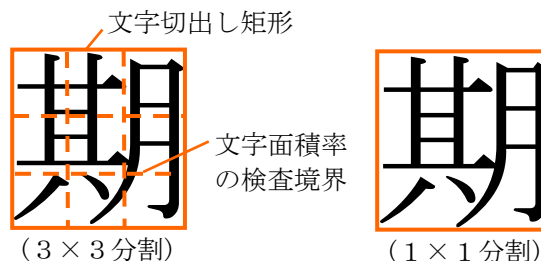 文字切出し矩形
期
期
文字面積率
の検査境界
（３×３分割）
（１×１分割）